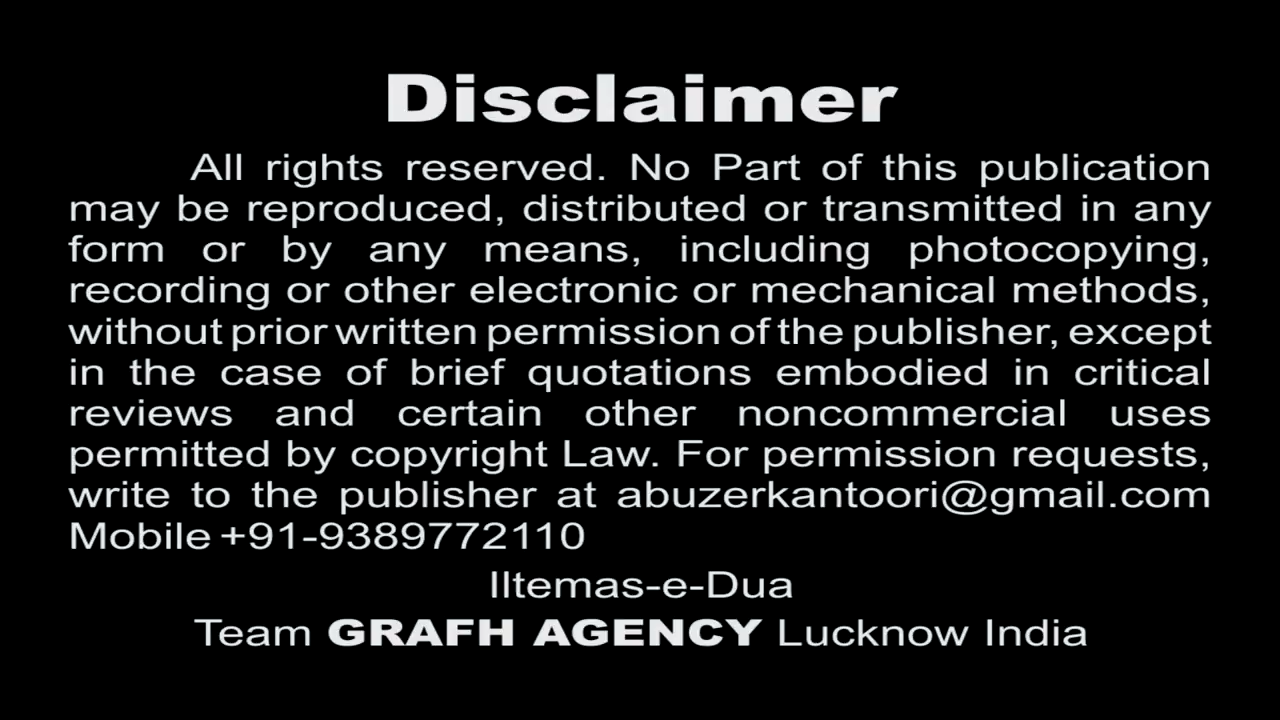 Disclaimer
All rights reserved. No Part of this publication
may be reproduced, distributed or transmitted in any
form or by any means, including photocopying,
recording or other electronic or mechanical methods,
without prior written permission of the publisher, except
in the case of brief quotations embodied in critical
reviews and certain other noncommercial uses
permitted by copyright Law. For permission requests,
write to the publisher at abuzerkantoori@gmail.com
Mobile +91-9389772110
IItemas-e-Dua
Team GRAFH AGENCY Lucknow India